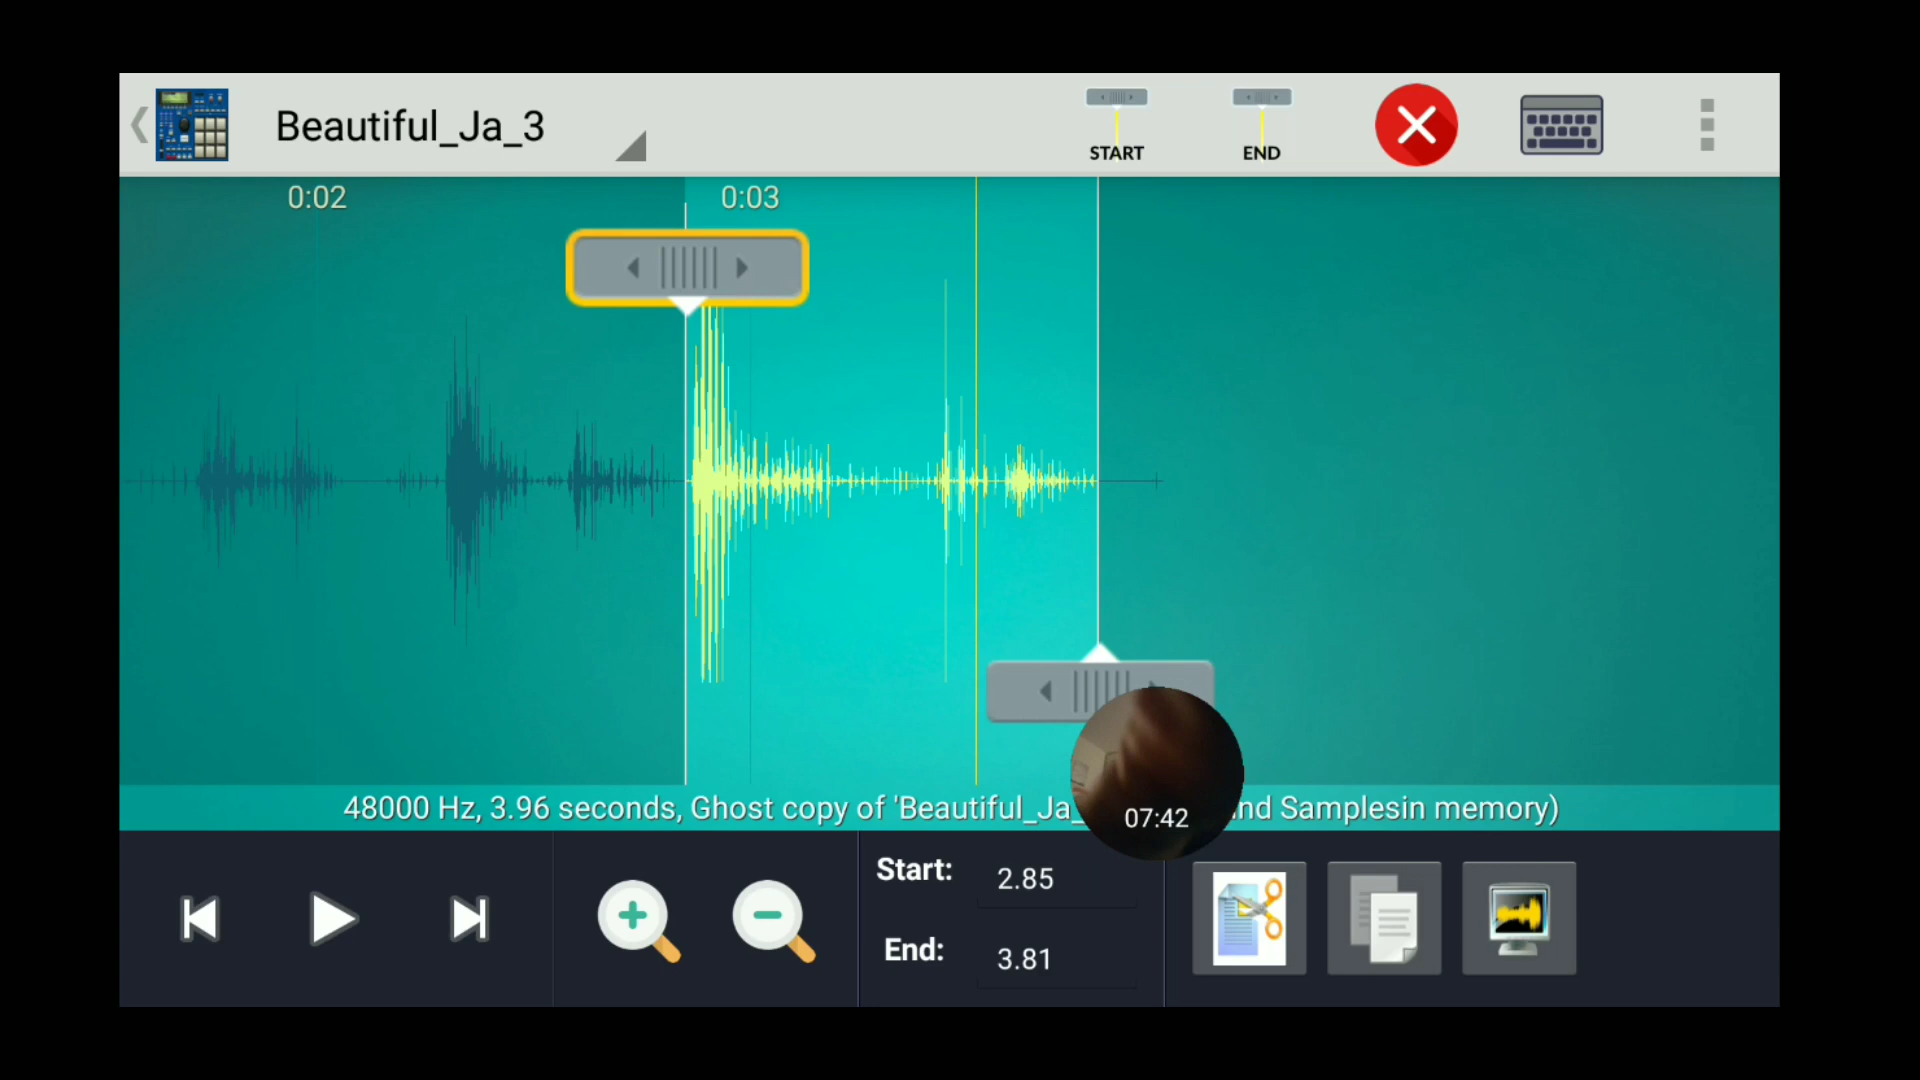 Beautiful_Ja_3
START
END
0:02
0:03
48000 Hz, 3.96 seconds, Ghost copy of 'Beautiful_Ja_ Samplesin memory)
07:42
Start:
2.85
End:
3.81